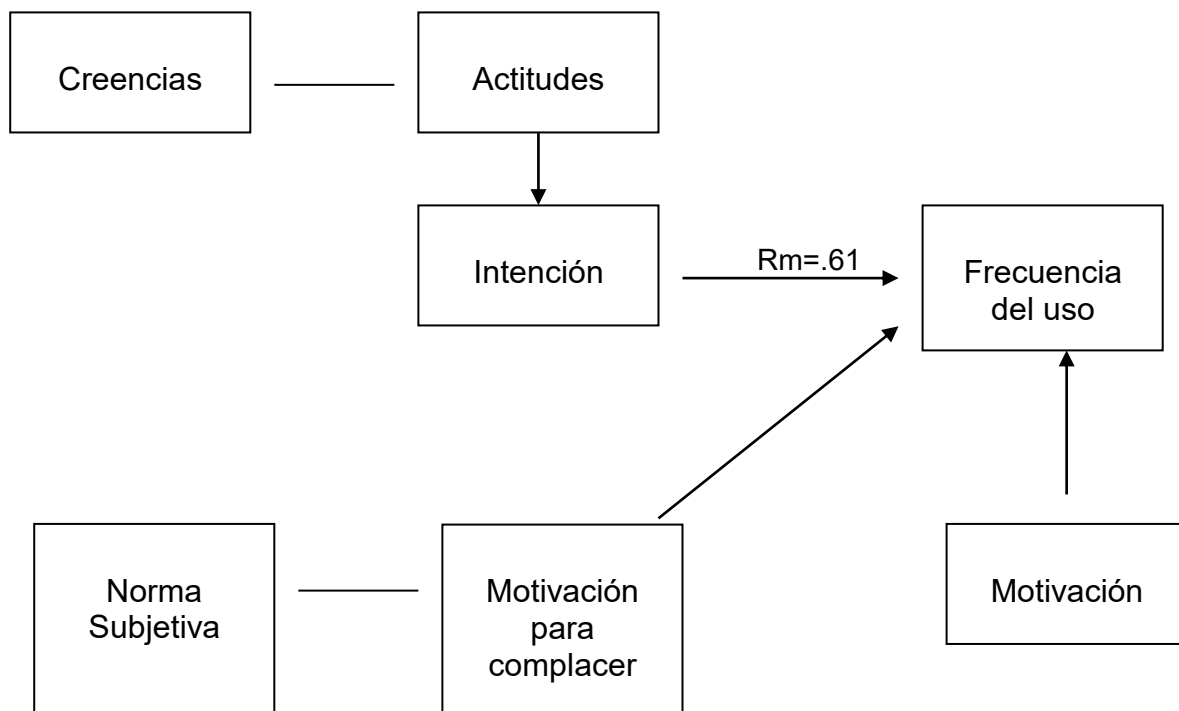 Creencias
Actitudes
Intención
Rm=.61
Frecuencia
del uso
Norma
Subjetiva
Motivación
para
complacer
Motivación